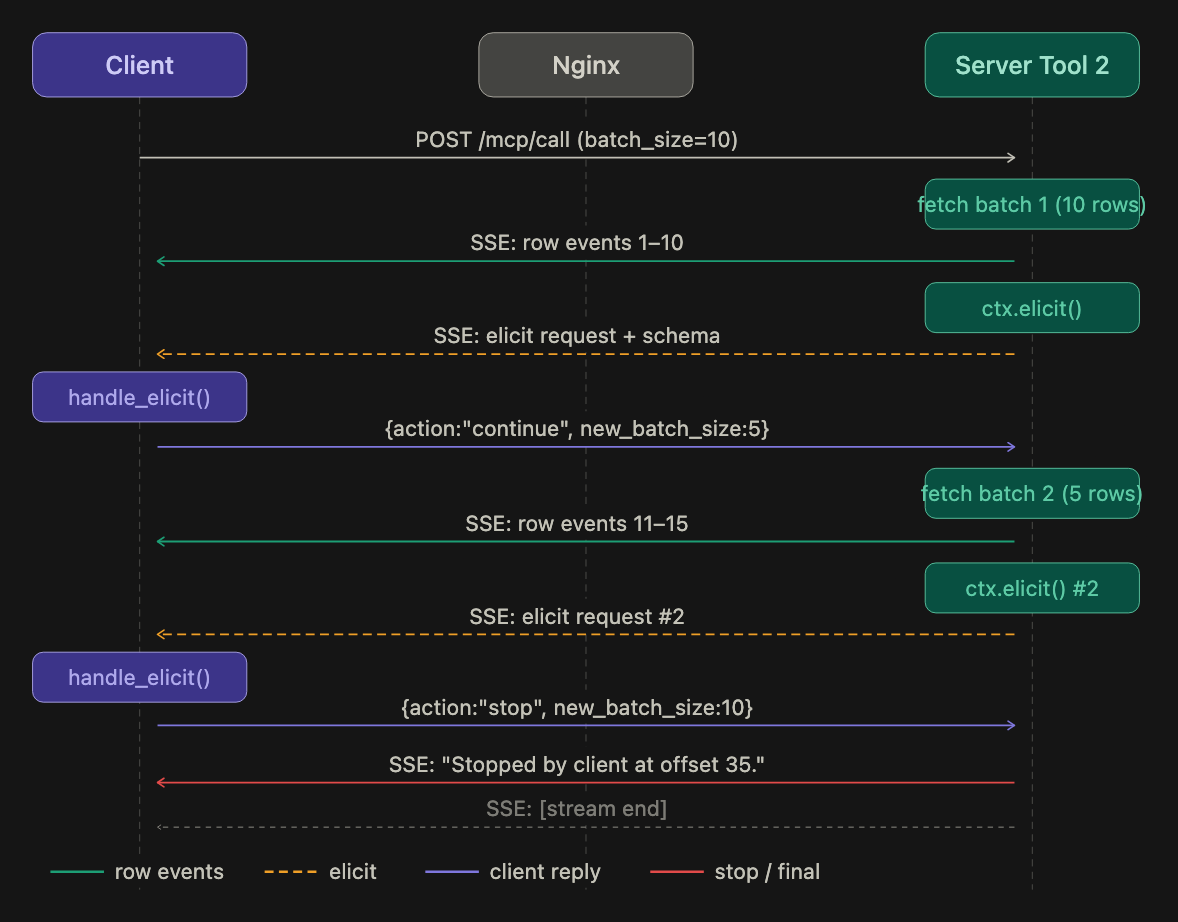 Client
Nginx
Server Tool 2
POST /mcp/call (batch_size=10)
fetch batch 1 (10 rows)
SSE: row events 1–10
ctx.elicit()
SSE: elicit request + schema
handle_elicit()
{action:"continue", new_batch_size:5}
fetch batch 2 (5 rows)
SSE: row events 11–15
ctx.elicit() #2
SSE: elicit request #2
handle_elicit()
{action:"stop", new_batch_size:10}
SSE: "Stopped by client at offset 35."
SSE: [stream end]
row events
elicit
client reply
stop / final